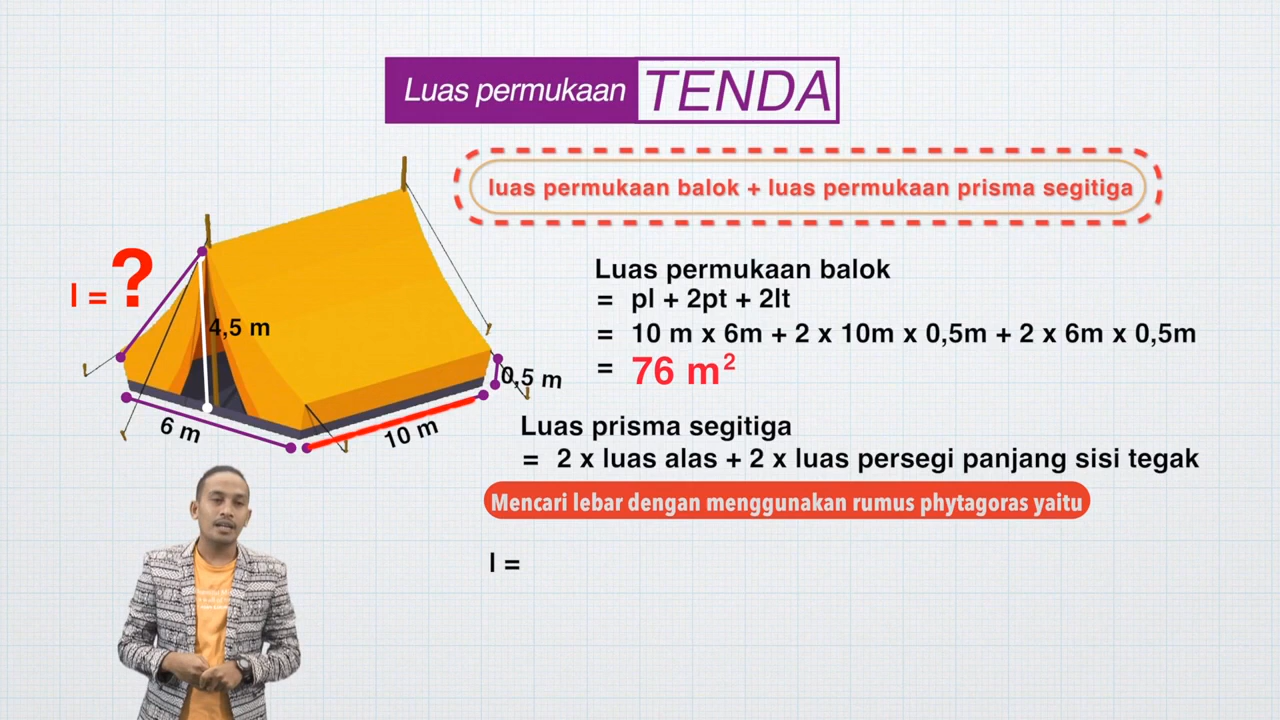 Luas permukaan TENDA
luas permukaan balok + luas permukaan prisma segitiga
l = ?
4,5 m
0,5 m
6 m
10 m
Luas permukaan balok
= pl + 2pt + 2lt
= 10 m x 6m + 2 x 10m x 0,5m + 2 x 6m x 0,5m
= 76 m²
Luas prisma segitiga
= 2 x luas alas + 2 x luas persegi panjang sisi tegak
Mencari lebar dengan menggunakan rumus phytagoras yaitu
l =